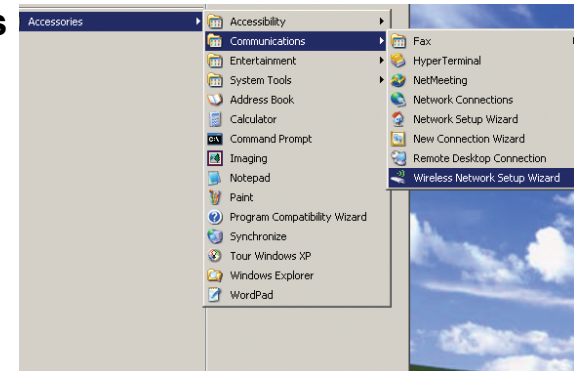 s
Accessories
Accessibility
Communications
Entertainment
System Tools
Address Book
Calculator
Command Prompt
Imaging
Notepad
Paint
Program Compatibility Wizard
Synchronize
Tour Windows XP
Windows Explorer
WordPad
Fax
HyperTerminal
NetMeeting
Network Connections
Network Setup Wizard
New Connection Wizard
Remote Desktop Connection
Wireless Network Setup Wizard